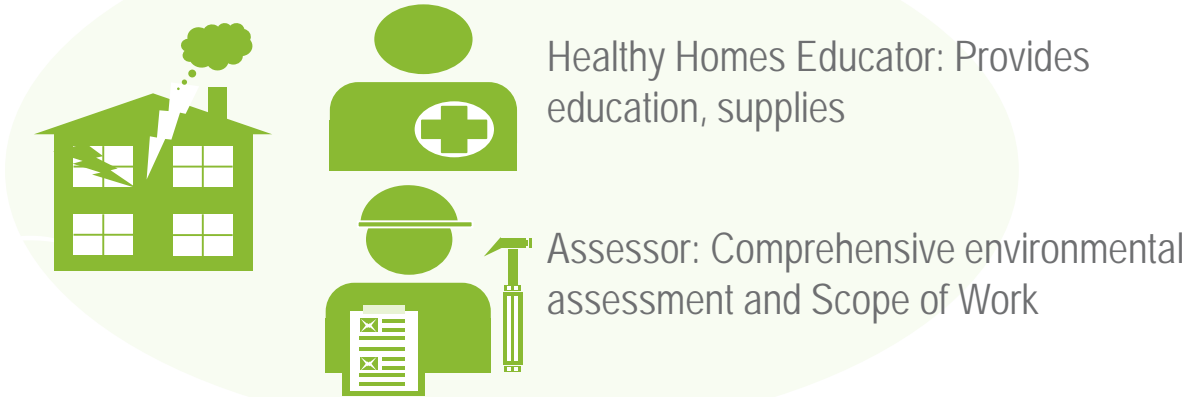 Healthy Homes Educator: Provides
education, supplies
Assessor: Comprehensive environmental
assessment and Scope of Work